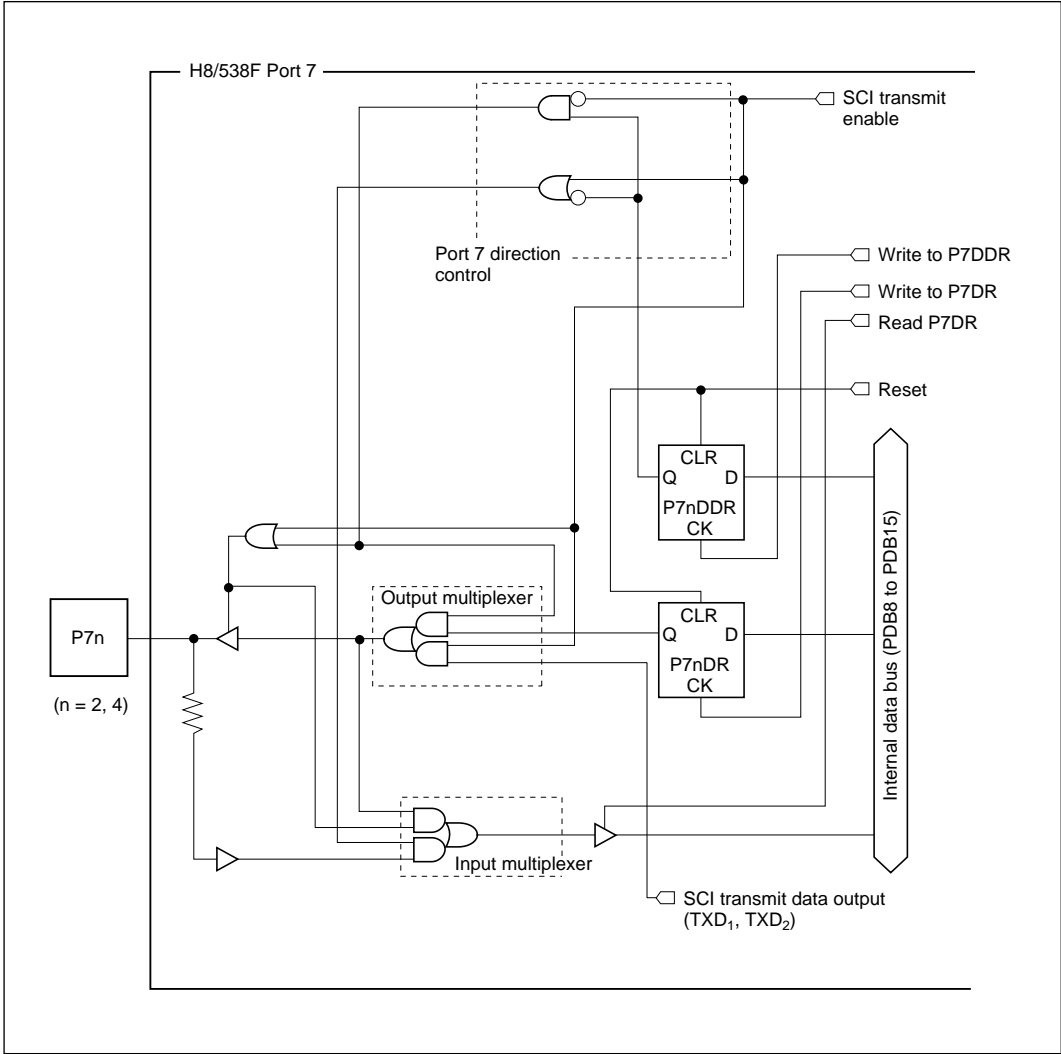 H8/538F Port 7
SCI transmit
enable
Port 7 direction
control
Write to P7DDR
Write to P7DR
Read P7DR
Reset
CLR
Q D
P7nDDR
CK
Output multiplexer
CLR
Q D
P7nDR
CK
P7n
(n = 2, 4)
Internal data bus (PDB8 to PDB15)
Input multiplexer
SCI transmit data output
(TXD1, TXD2)